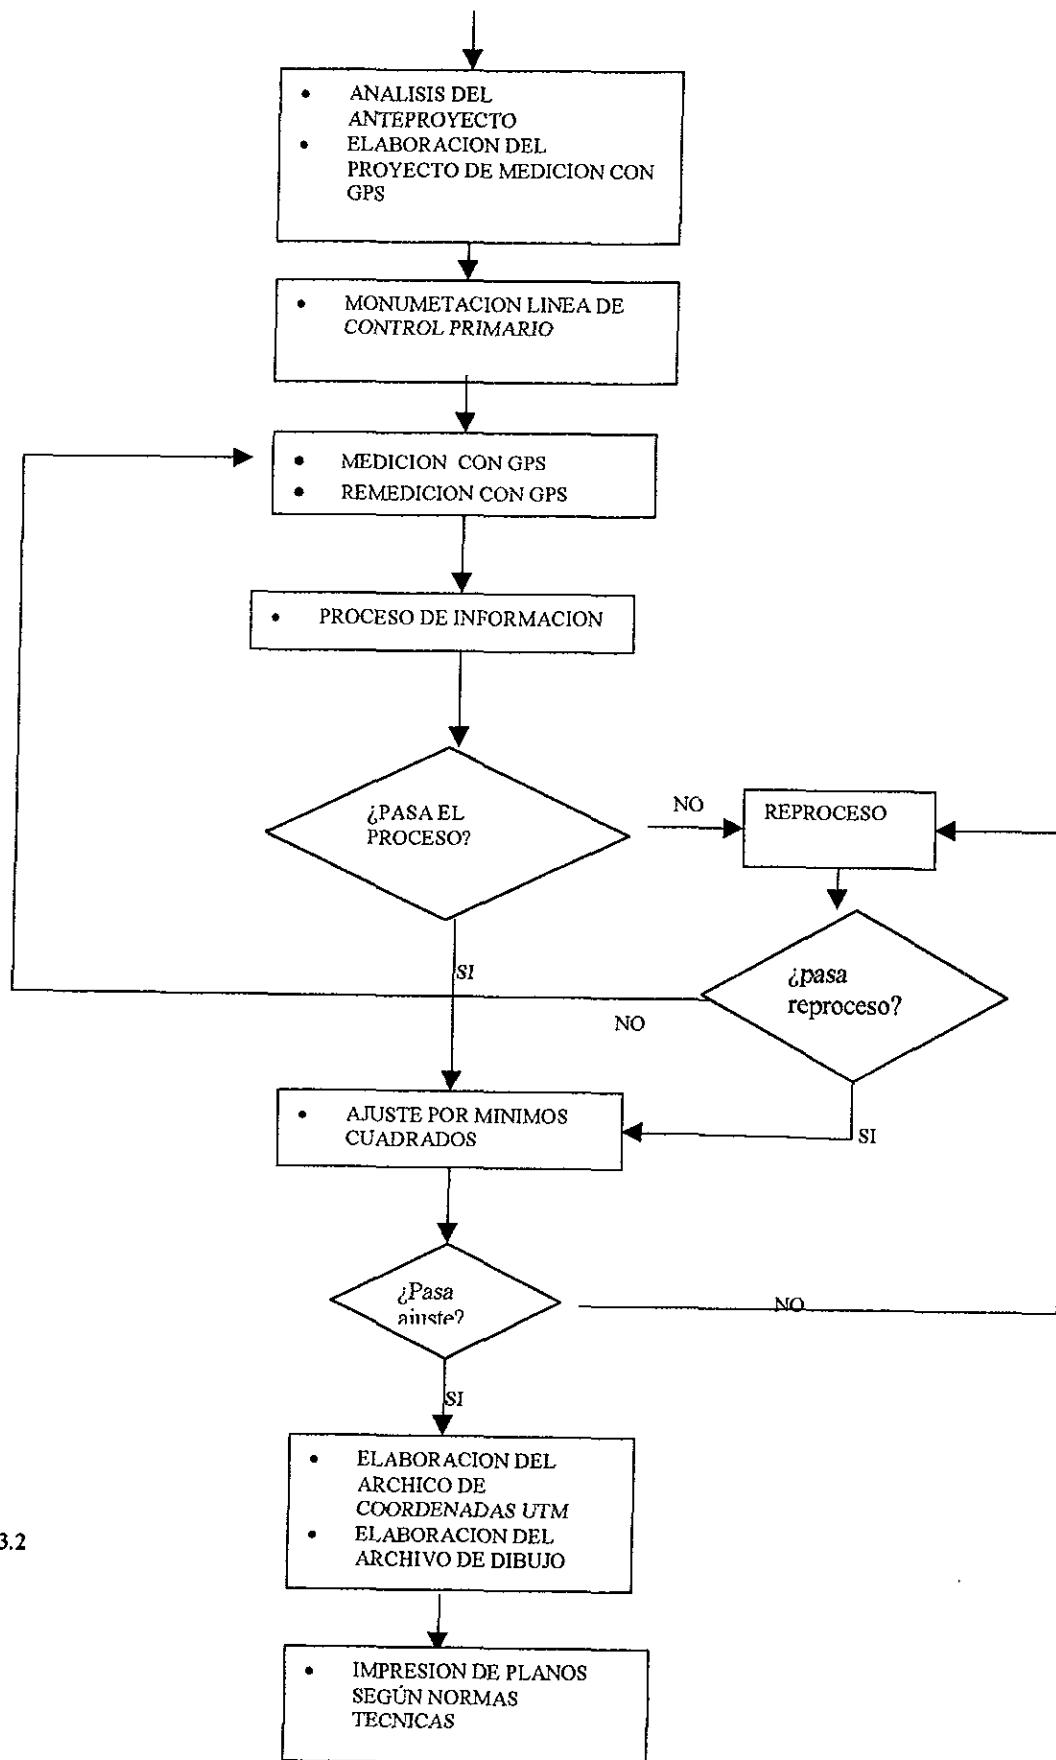 • ANALISIS DEL
ANTEPROYECTO
• ELABORACION DEL
PROYECTO DE MEDICION CON
GPS
• MONUMETACION LINEA DE
CONTROL PRIMARIO
• MEDICION CON GPS
• REMEDICION CON GPS
• PROCESO DE INFORMACION
¿PASA EL
PROCESO?
NO
REPROCESO
SI
¿pasa
reproceso?
NO
• AJUSTE POR MINIMOS
CUADRADOS
SI
¿Pasa
ajuste?
NO
SI
• ELABORACION DEL
ARCHICO DE
COORDENADAS UTM
• ELABORACION DEL
ARCHIVO DE DIBUJO
3.2
• IMPRESION DE PLANOS
SEGÚN NORMAS
TECNICAS